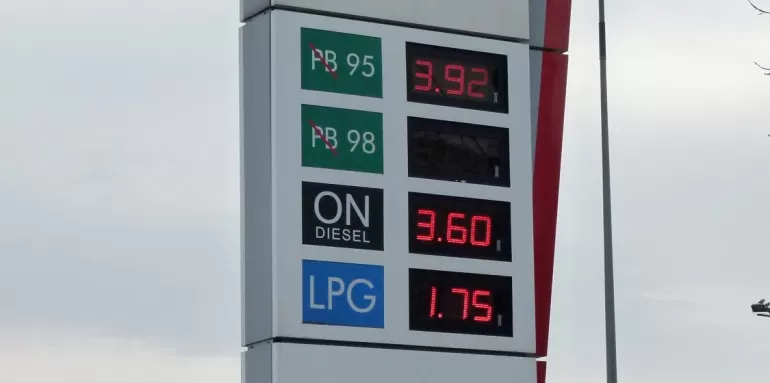 PB 95 3.92
PB 98
ON
DIESEL 3.60
LPG 1.75